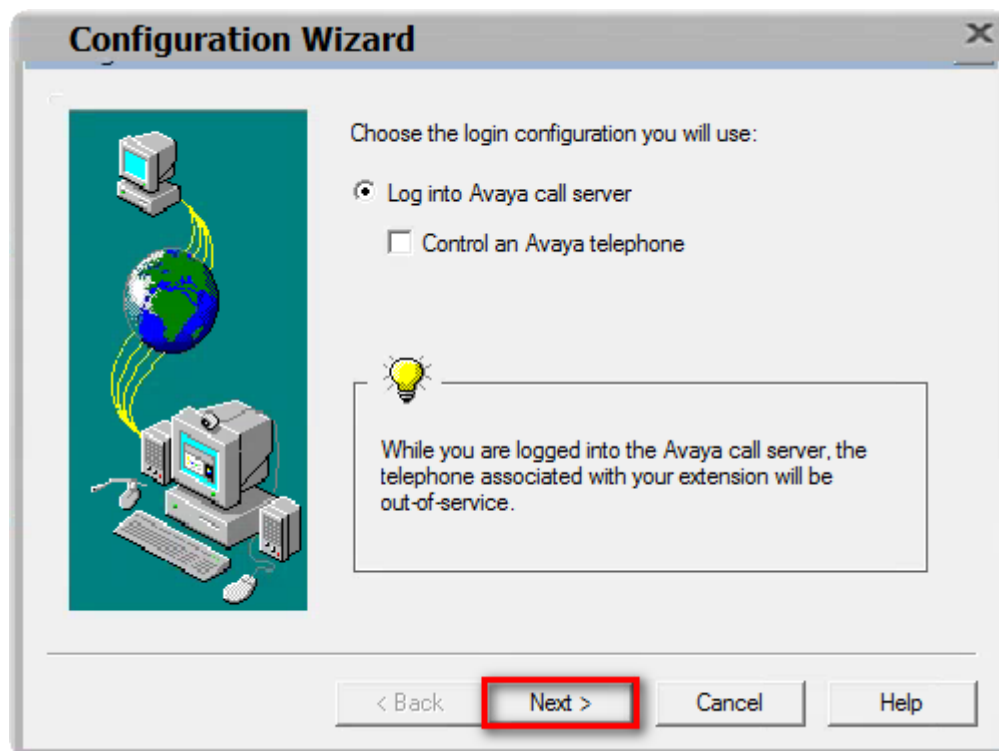 Configuration Wizard
Choose the login configuration you will use:
Log into Avaya call server
Control an Avaya telephone
While you are logged into the Avaya call server, the
telephone associated with your extension will be
out-of-service.
< Back
Next >
Cancel
Help